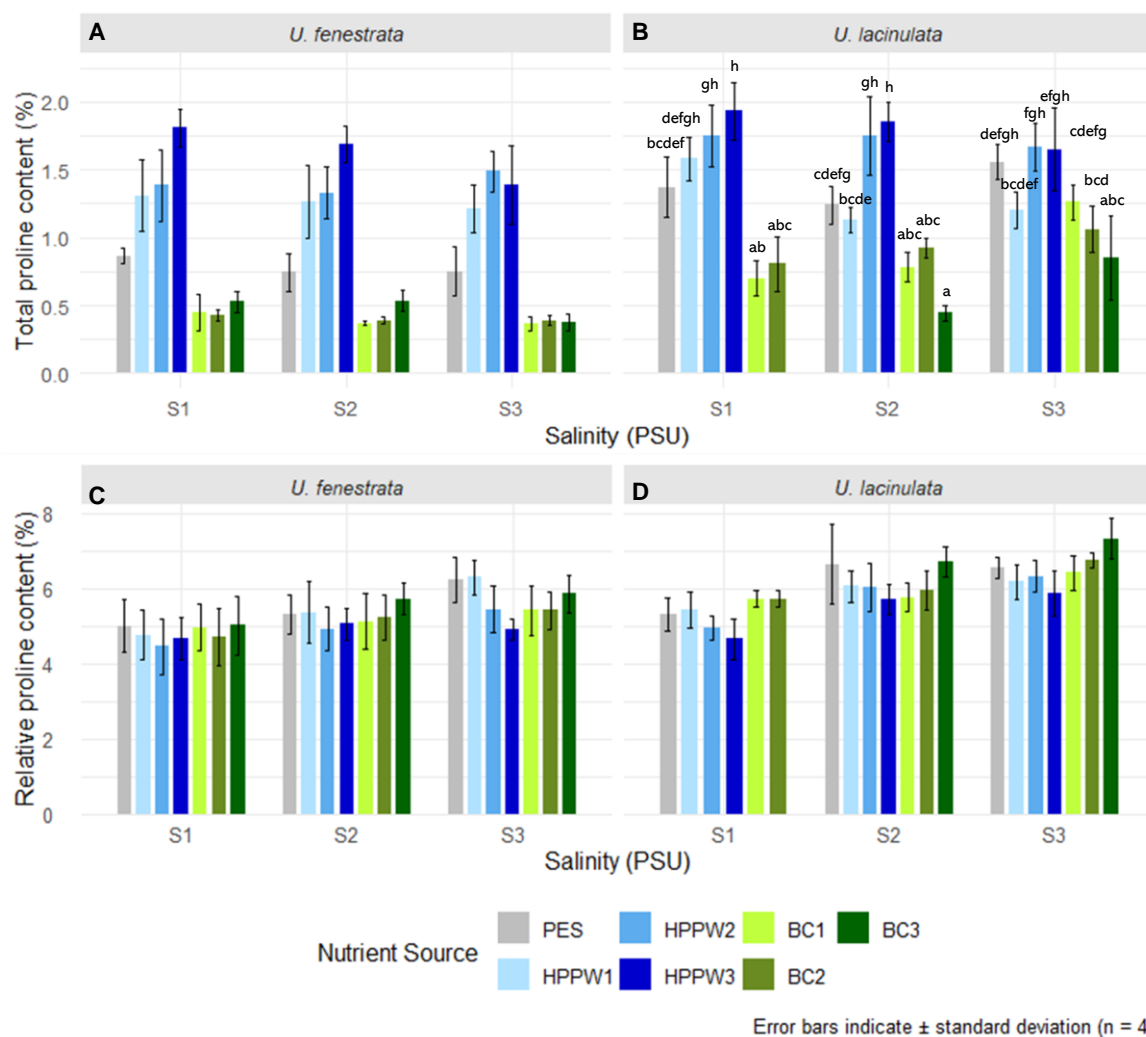 A
U. fenestrata
B
U. lacinulata
Total proline content (%)
2.0
1.5
1.0
0.5
0.0
bcdef
defgh
gh
h
ab
abc
cdefg
bcde
gh
h
abc
abc
a
defgh
bcdef
fgh
efgh
cdefg
bcd
abc
S1
S2
S3
S1
S2
S3
Salinity (PSU)
C
U. fenestrata
D
U. lacinulata
Relative proline content (%)
8
6
4
2
0
S1
S2
S3
S1
S2
S3
Salinity (PSU)
Nutrient Source
PES
HPPW2
BC1
BC3
HPPW1
HPPW3
BC2
Error bars indicate ± standard deviation (n = 4